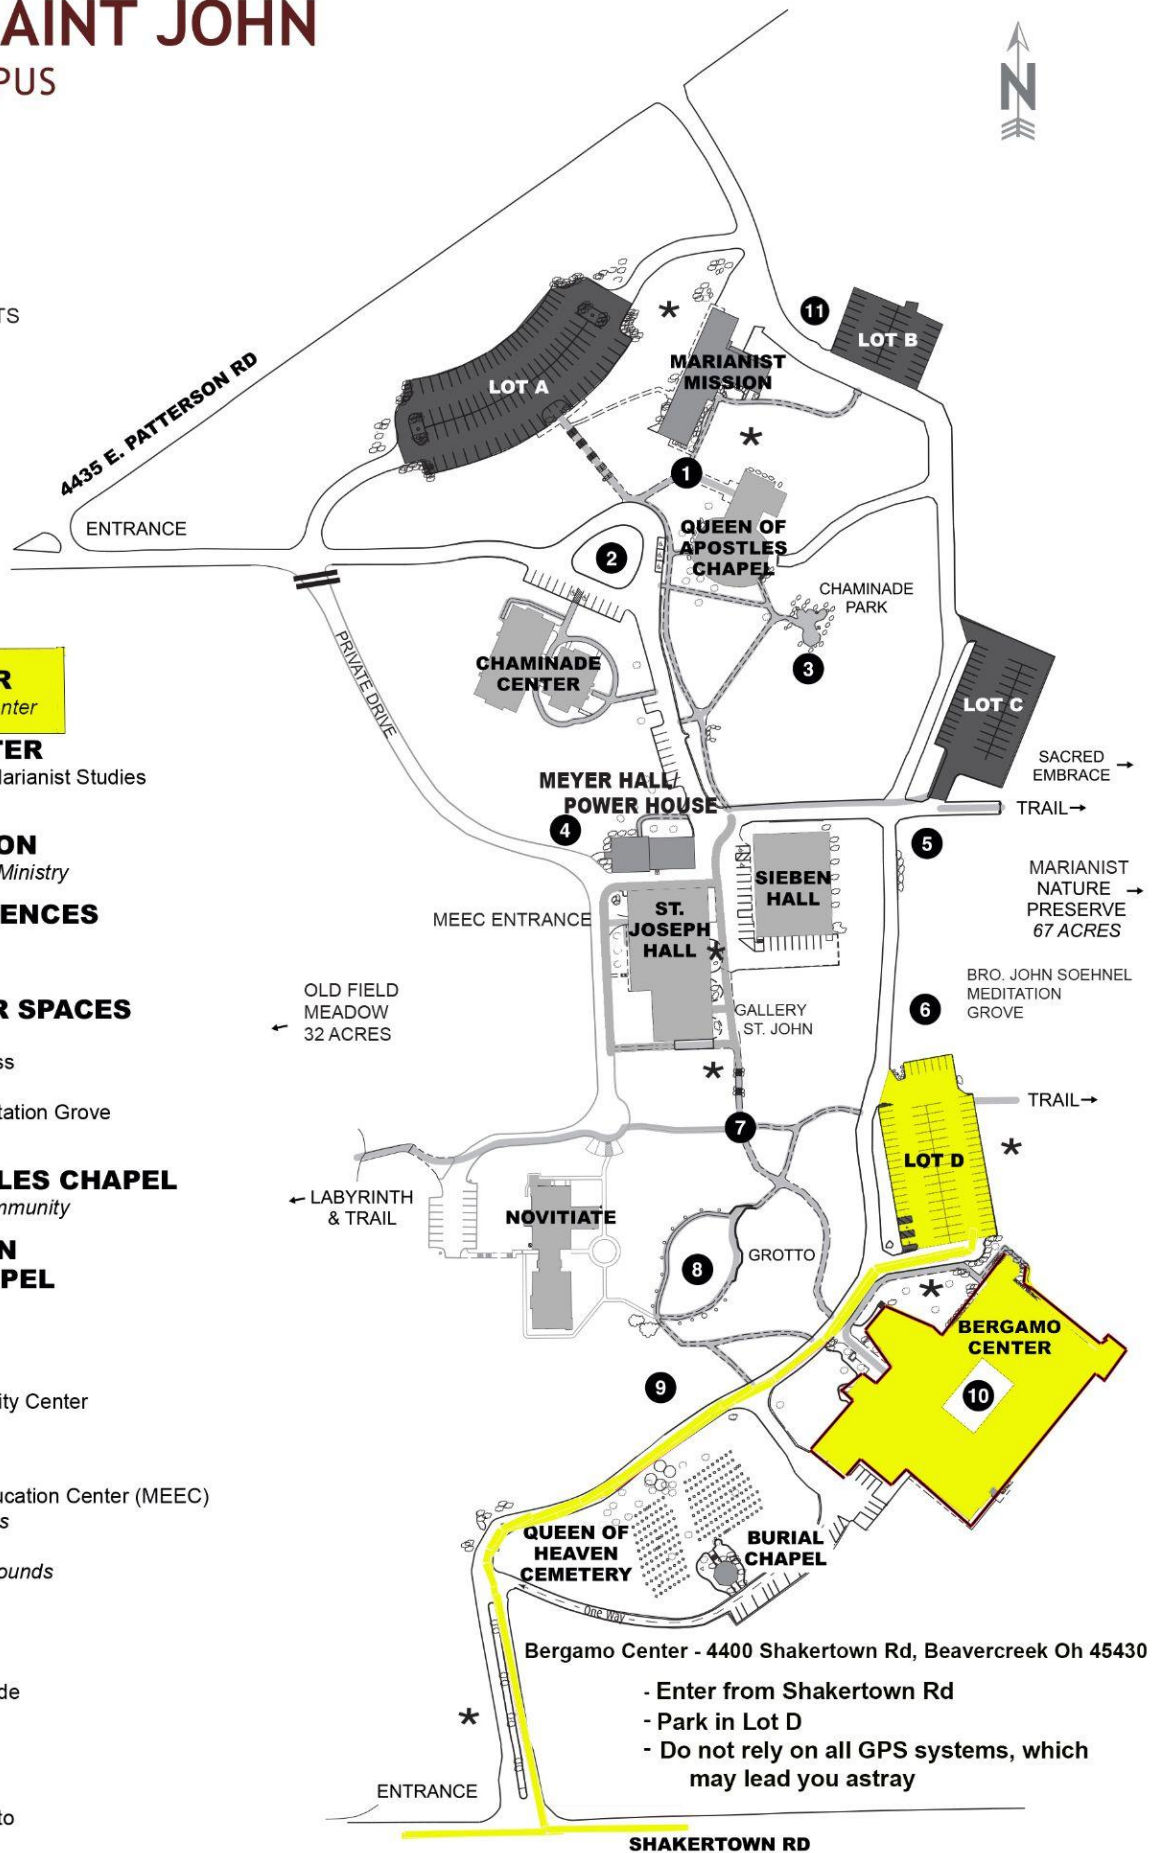 AINT JOHN
PUS
N
TS
11
LOT B
MARIANIST
MISSION
LOT A
4435 E. PATTERSON RD
*
*
1
ENTRANCE
QUEEN OF
APOSTLES
CHAPEL
2
CHAMINADE
PARK
PRIVATE DRIVE
CHAMINADE
CENTER
3
R
nter
LOT C
TER
Marianist Studies
SACRED
EMBRACE →
MEYER HALL/
POWER HOUSE
TRAIL→
4
5
ON
Ministry
SIEBEN
HALL
MARIANIST
NATURE →
PRESERVE
67 ACRES
ENCES
MEEC ENTRANCE
ST.
JOSEPH
HALL
*
R SPACES
OLD FIELD
MEADOW
← 32 ACRES
BRO. JOHN SOEHNEL
MEDITATION
GROVE
6
GALLERY
ST. JOHN
ss
*
tation Grove
TRAIL→
7
*
LOT D
LES CHAPEL
mmunity
← LABYRINTH
& TRAIL
NOVITIATE
N
PEL
GROTTO
8
*
BERGAMO
CENTER
9
10
ity Center
ucation Center (MEEC)
s
QUEEN OF
HEAVEN
CEMETERY
BURIAL
CHAPEL
ounds
One Way
Bergamo Center - 4400 Shakertown Rd, Beavercreek Oh 45430
- Enter from Shakertown Rd
- Park in Lot D
- Do not rely on all GPS systems, which
may lead you astray
de
*
ENTRANCE
to
SHAKERTOWN RD